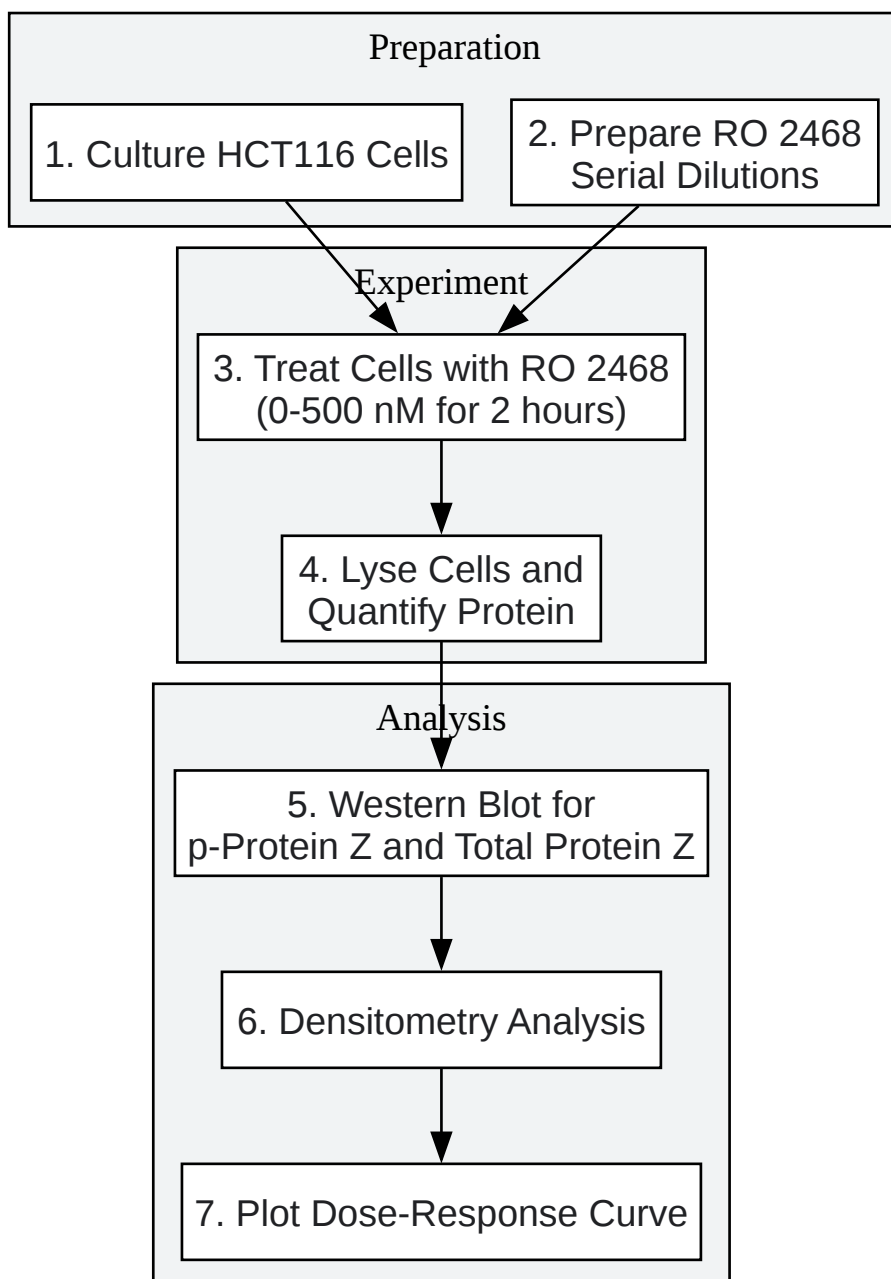 Preparation
1. Culture HCT116 Cells
2. Prepare RO 2468
Serial Dilutions
Experiment
3. Treat Cells with RO 2468
(0-500 nM for 2 hours)
4. Lyse Cells and
Quantify Protein
Analysis
5. Western Blot for
p-Protein Z and Total Protein Z
6. Densitometry Analysis
7. Plot Dose-Response Curve